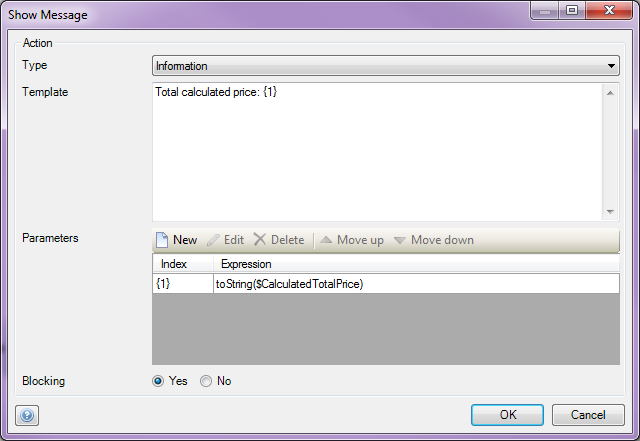 Show Message
Action
Type
Information
Template
Total calculated price: {1}
Parameters
New Edit Delete Move up Move down
Index Expression
{1} toString($CalculatedTotalPrice)
Blocking
Yes No
? OK Cancel